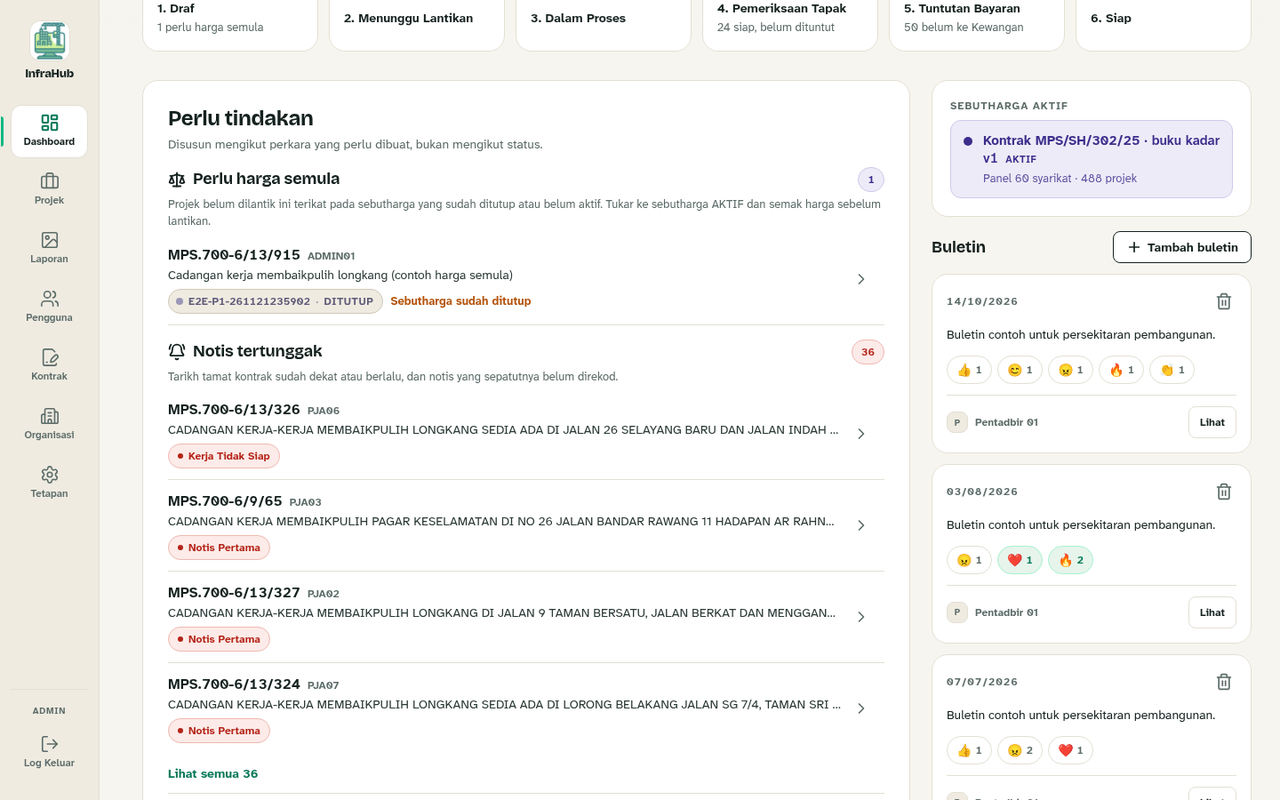 InfraHub
Dashboard
Projek
Laporan
Pengguna
Kontrak
Organisasi
Tetapan
ADMIN
Log Keluar
1. Draf
1 perlu harga semula
2. Menunggu Lantikan
3. Dalam Proses
4. Pemeriksaan Tapak
24 siap, belum dituntut
5. Tuntutan Bayaran
50 belum ke Kewangan
6. Siap
Perlu tindakan
Disusun mengikut perkara yang perlu dibuat, bukan mengikut status.
Perlu harga semula
1
Projek belum dilantik ini terikat pada sebutharga yang sudah ditutup atau belum aktif. Tukar ke sebutharga AKTIF dan semak harga sebelum
lantikan.
MPS.700-6/13/915 ADMIN01
Cadangan kerja membaikpulih longkang (contoh harga semula)
E2E-P1-261121235902 · DITUTUP Sebutharga sudah ditutup
Notis tertunggak
36
Tarikh tamat kontrak sudah dekat atau berlalu, dan notis yang sepatutnya belum direkod.
MPS.700-6/13/326 PJA06
CADANGAN KERJA-KERJA MEMBAIKPULIH LONGKANG SEDIA ADA DI JALAN 26 SELAYANG BARU DAN JALAN INDAH ...
Kerja Tidak Siap
MPS.700-6/9/65 PJA03
CADANGAN KERJA MEMBAIKPULIH PAGAR KESELAMATAN DI NO 26 JALAN BANDAR RAWANG 11 HADAPAN AR RAHN...
Notis Pertama
MPS.700-6/13/327 PJA02
CADANGAN KERJA-KERJA MEMBAIKPULIH LONGKANG DI JALAN 9 TAMAN BERSATU, JALAN BERKAT DAN MENGGAN...
Notis Pertama
MPS.700-6/13/324 PJA07
CADANGAN KERJA-KERJA MEMBAIKPULIH LONGKANG SEDIA ADA DI LORONG BELAKANG JALAN SG 7/4, TAMAN SRI ...
Notis Pertama
Lihat semua 36
SEBUTHARGA AKTIF
Kontrak MPS/SH/302/25 · buku kadar
v1 AKTIF
Panel 60 syarikat · 488 projek
Buletin
Tambah buletin
14/10/2026
Buletin contoh untuk persekitaran pembangunan.
👍 1 😊 1 😠 1 🔥 1 👏 1
P Pentadbir 01 Lihat
03/08/2026
Buletin contoh untuk persekitaran pembangunan.
😠 1 ❤️ 1 🔥 2
P Pentadbir 01 Lihat
07/07/2026
Buletin contoh untuk persekitaran pembangunan.
👍 1 😠 2 ❤️ 1